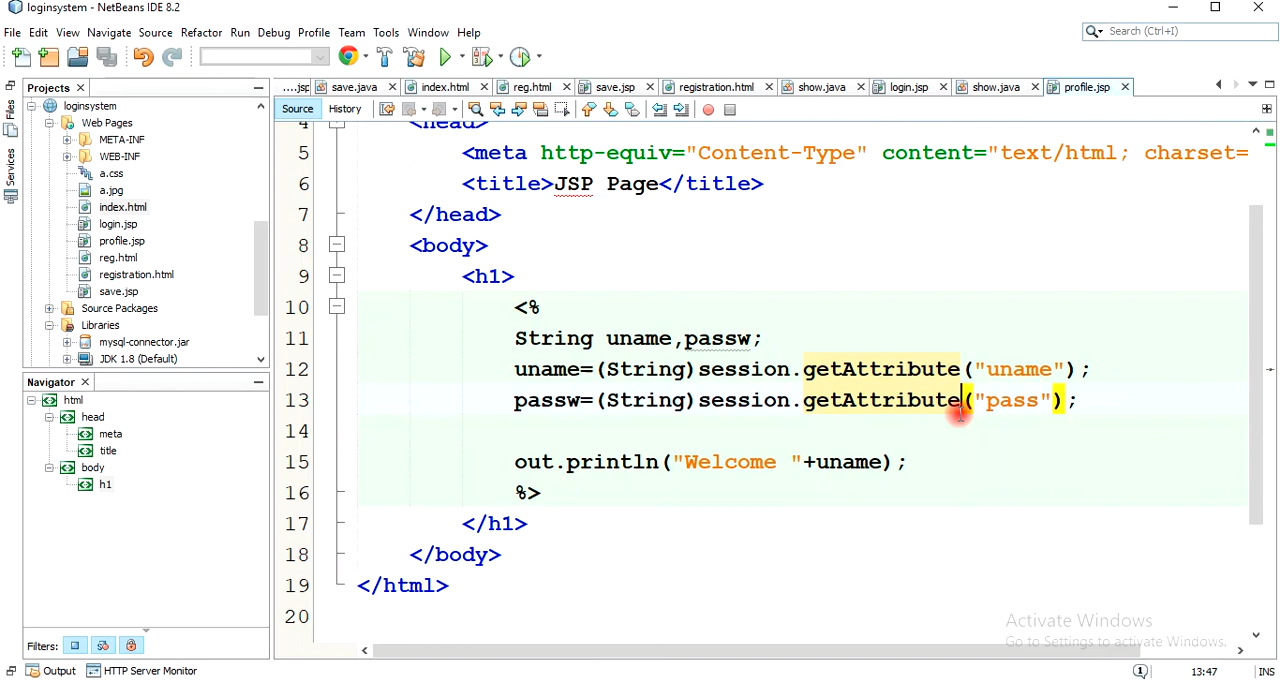 loginsystem - NetBeans IDE 8.2
File Edit View Navigate Source Refactor Run Debug Profile Team Tools Window Help
Search (Ctrl+I)
Projects
....jsp save.java index.html reg.html save.jsp registration.html show.java login.jsp show.java profile.jsp
Source History
Files
Services
loginsystem
Web Pages
META-INF
WEB-INF
a.css
a.jpg
index.html
login.jsp
profile.jsp
reg.html
registration.html
save.jsp
Source Packages
Libraries
mysql-connector.jar
JDK 1.8 (Default)
Navigator
html
head
meta
title
body
h1
Filters:
4 <head>
5 <meta http-equiv="Content-Type" content="text/html; charset=
6 <title>JSP Page</title>
7 </head>
8 <body>
9 <h1>
10 <%
11 String uname,passw;
12 uname=(String)session.getAttribute("uname");
13 passw=(String)session.getAttribute("pass");
14
15 out.println("Welcome "+uname);
16 %>
17 </h1>
18 </body>
19 </html>
20
Activate Windows
Go to Settings to activate Windows.
Output HTTP Server Monitor
1 13:47 INS